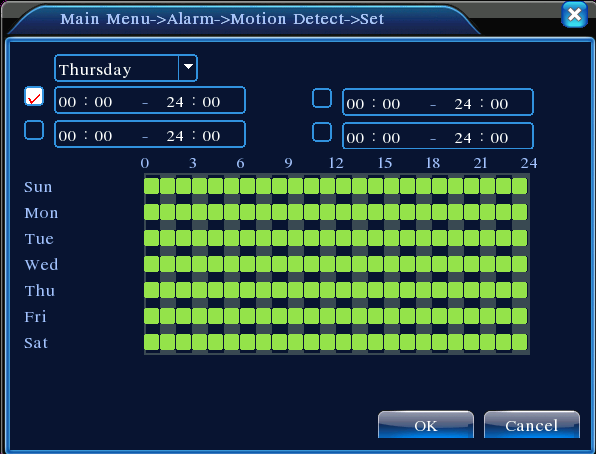 Main Menu->Alarm->Motion Detect->Set
Thursday
00 : 00 - 24 : 00 00 : 00 - 24 : 00
00 : 00 - 24 : 00 00 : 00 - 24 : 00
0 3 6 9 12 15 18 21 24
Sun
Mon
Tue
Wed
Thu
Fri
Sat
OK Cancel